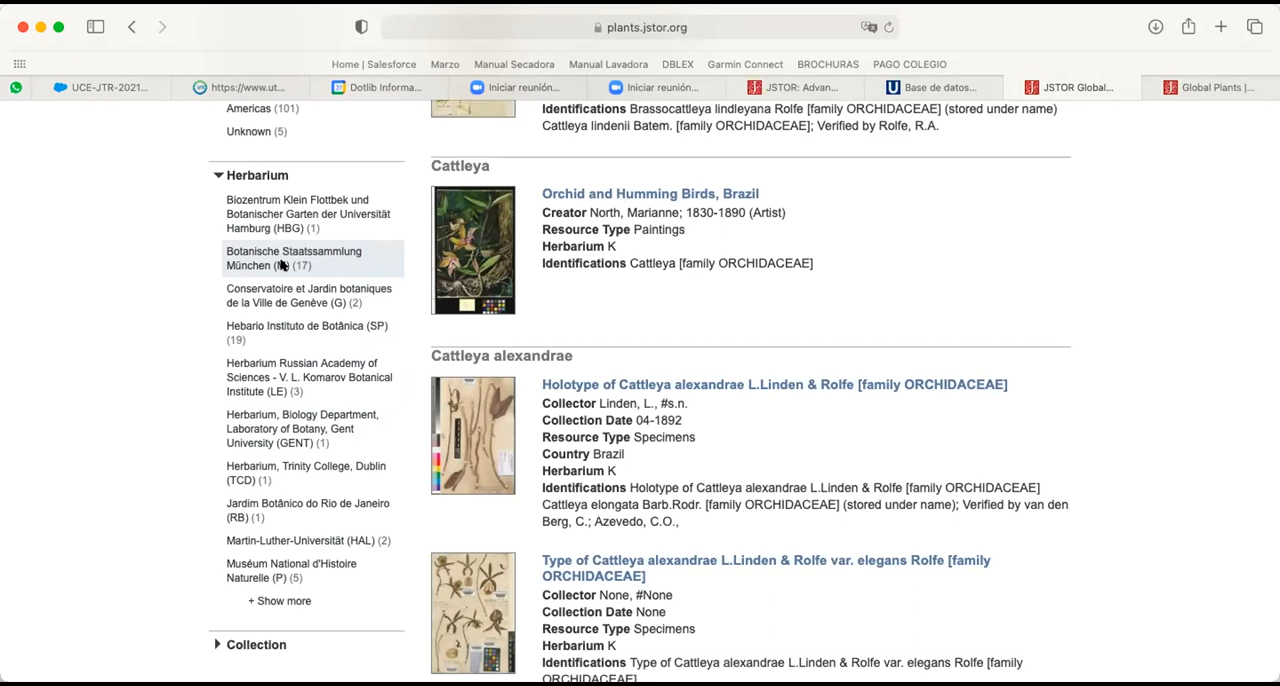 plants.jstor.org
Home | Salesforce Marzo Manual Secadora Manual Lavadora DBLEX Garmin Connect BROCHURAS PAGO COLEGIO
UCE-JTR-2021... https://www.ut... Dotlib Informa... Iniciar reunión... Iniciar reunión... JSTOR: Advan... Base de datos... JSTOR Global... Global Plants |...
Americas (101)
Unknown (5)
Herbarium
Biozentrum Klein Flottbek und
Botanischer Garten der Universität
Hamburg (HBG) (1)
Botanische Staatssammlung
München (17)
Conservatoire et Jardin botaniques
de la Ville de Genève (G) (2)
Hebario Instituto de Botânica (SP)
(19)
Herbarium Russian Academy of
Sciences - V. L. Komarov Botanical
Institute (LE) (3)
Herbarium, Biology Department,
Laboratory of Botany, Gent
University (GENT) (1)
Herbarium, Trinity College, Dublin
(TCD) (1)
Jardim Botânico do Rio de Janeiro
(RB) (1)
Martin-Luther-Universität (HAL) (2)
Muséum National d'Histoire
Naturelle (P) (5)
+ Show more
Collection
Identifications Brassocattleya lindleyana Rolfe [family ORCHIDACEAE] (stored under name)
Cattleya lindenii Batem. [family ORCHIDACEAE]; Verified by Rolfe, R.A.
Cattleya
Orchid and Humming Birds, Brazil
Creator North, Marianne; 1830-1890 (Artist)
Resource Type Paintings
Herbarium K
Identifications Cattleya [family ORCHIDACEAE]
Cattleya alexandrae
Holotype of Cattleya alexandrae L.Linden & Rolfe [family ORCHIDACEAE]
Collector Linden, L., #s.n.
Collection Date 04-1892
Resource Type Specimens
Country Brazil
Herbarium K
Identifications Holotype of Cattleya alexandrae L.Linden & Rolfe [family ORCHIDACEAE]
Cattleya elongata Barb.Rodr. [family ORCHIDACEAE] (stored under name); Verified by van den
Berg, C.; Azevedo, C.O.,
Type of Cattleya alexandrae L.Linden & Rolfe var. elegans Rolfe [family
ORCHIDACEAE]
Collector None, #None
Collection Date None
Resource Type Specimens
Herbarium K
Identifications Type of Cattleya alexandrae L.Linden & Rolfe var. elegans Rolfe [family
ORCHIDACEAE]